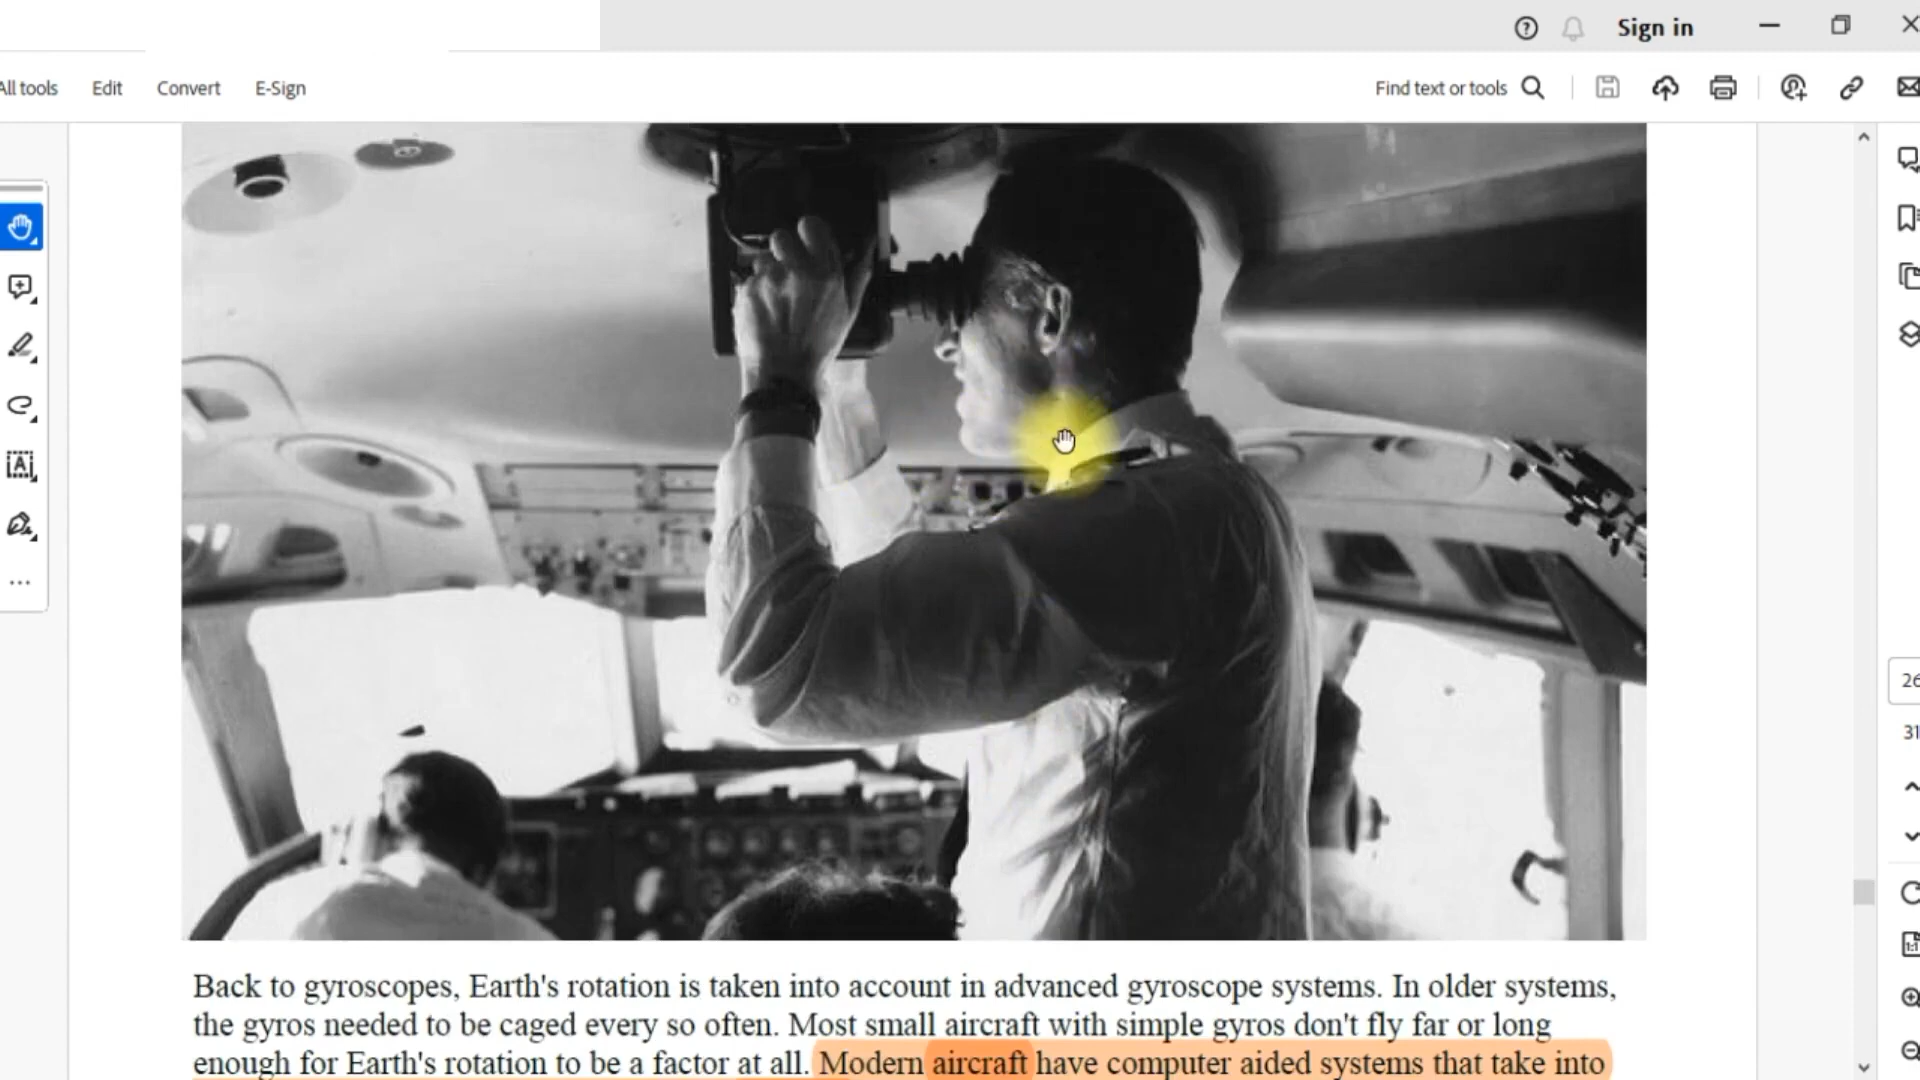 Sign in
All tools Edit Convert E-Sign Find text or tools
26
31
Back to gyroscopes, Earth's rotation is taken into account in advanced gyroscope systems. In older systems,
the gyros needed to be caged every so often. Most small aircraft with simple gyros don't fly far or long
enough for Earth's rotation to be a factor at all. Modern aircraft have computer aided systems that take into